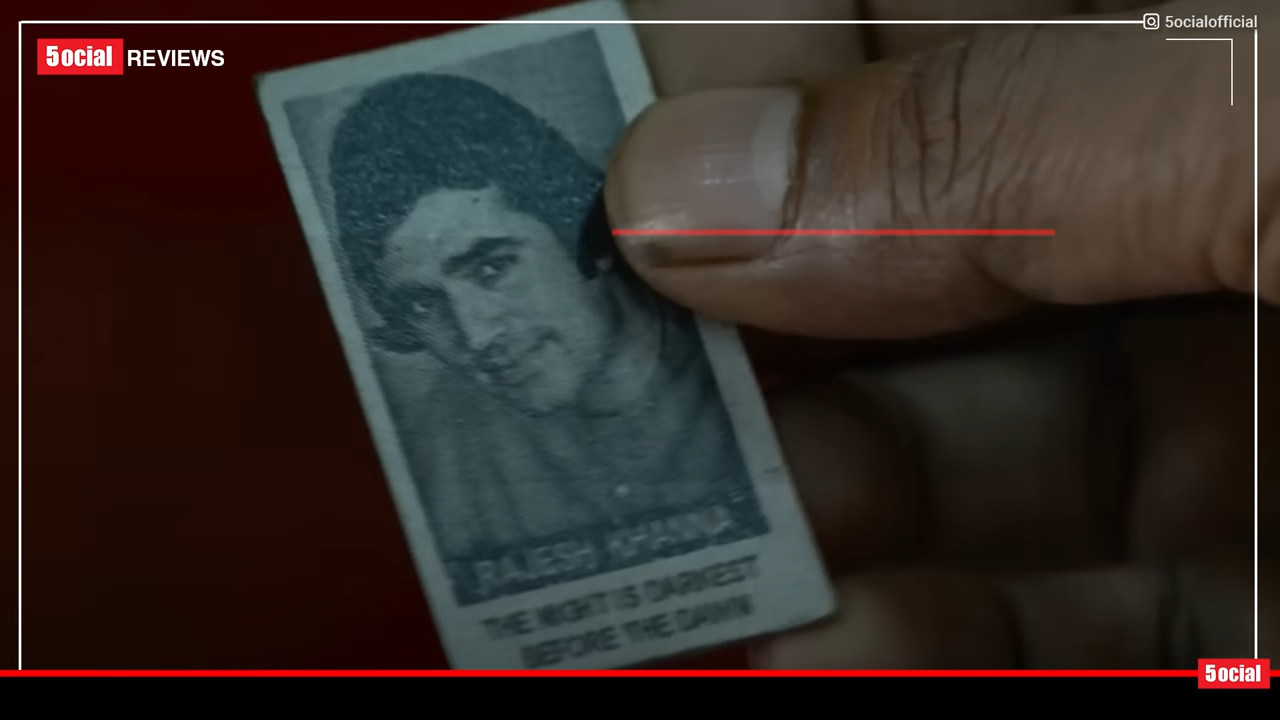 5ocialofficial
5ocial REVIEWS
RAJESH KHANNA
THE NIGHT IS DARKEST
BEFORE THE DAWN
5ocial